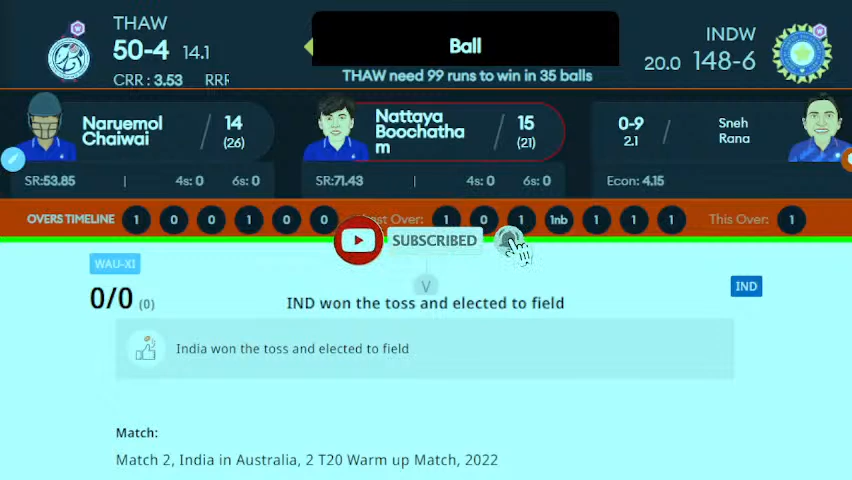 THAW
50-4 14.1
CRR : 3.53 RRR
Ball
THAW need 99 runs to win in 35 balls
INDW
20.0 148-6
Naruemol
Chaiwai
14
(26)
SR:53.85 | 4s: 0 6s: 0
Nattaya
Boochatha
m
15
(21)
SR:71.43 | 4s: 0 6s: 0
0-9
2.1
Sneh
Rana
Econ: 4.15
OVERS TIMELINE 1 0 0 1 0 0 Last Over: 1 0 1 1nb 1 1 1 This Over: 1
SUBSCRIBED
WAU-XI
0/0 (0)
V
IND won the toss and elected to field
IND
India won the toss and elected to field
Match:
Match 2, India in Australia, 2 T20 Warm up Match, 2022